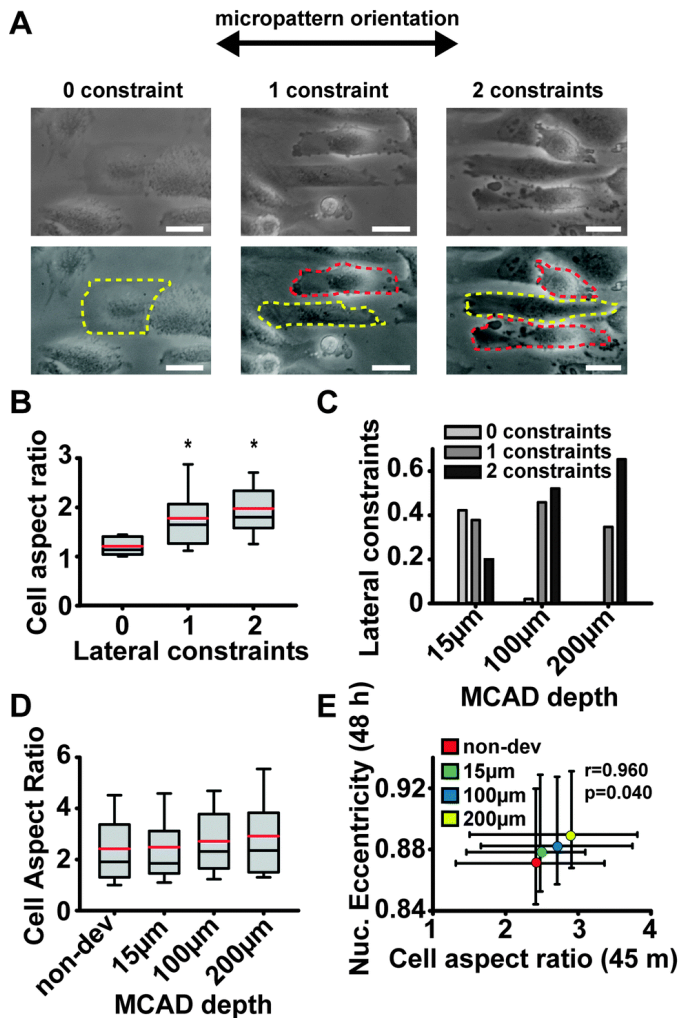 A
micropattern orientation
0 constraint
1 constraint
2 constraints
B
Cell aspect ratio
3
2
1
0
*
*
0
1
2
Lateral constraints
C
Lateral constraints
0.6
0.4
0.2
0
0 constraints
1 constraints
2 constraints
15μm
100μm
200μm
MCAD depth
D
Cell Aspect Ratio
6
4
2
0
non-dev
15μm
100μm
200μm
MCAD depth
E
Nuc. Eccentricity (48 h)
0.92
0.88
0.84
non-dev
15μm
100μm
200μm
r=0.960
p=0.040
1
2
3
4
Cell aspect ratio (45 m)